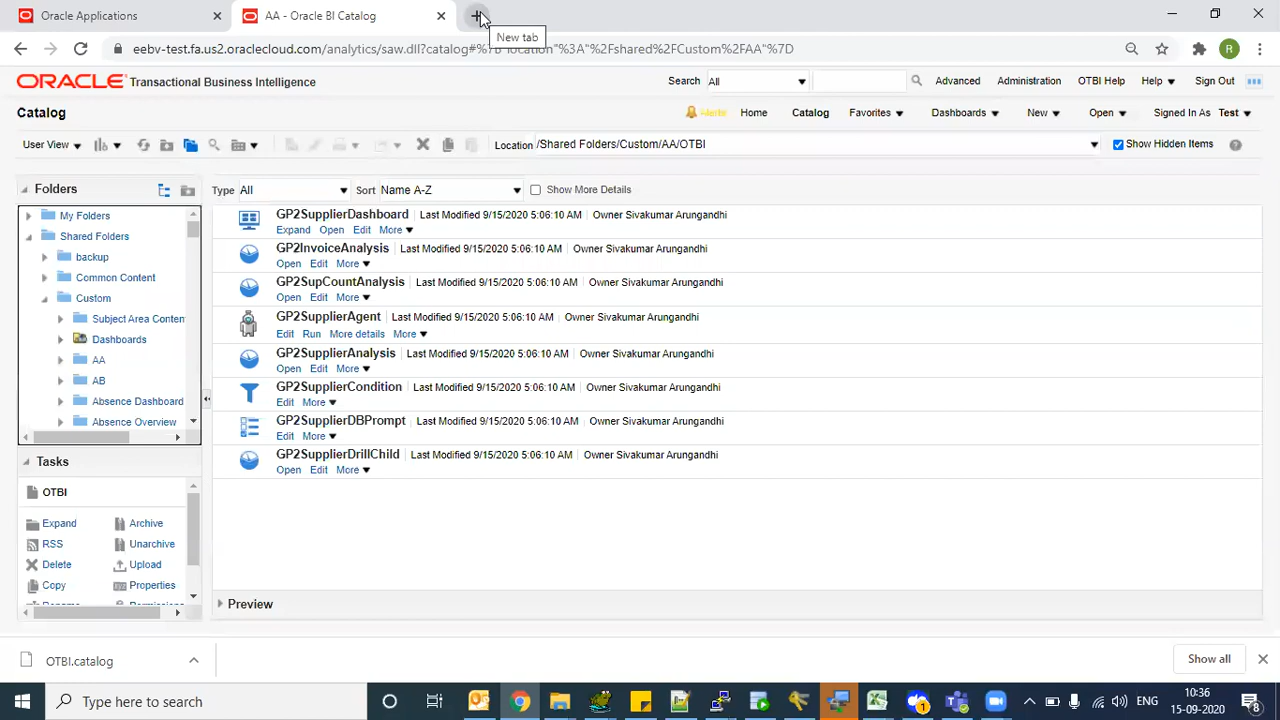 Oracle Applications
AA - Oracle BI Catalog
New tab
eebv-test.fa.us2.oraclecloud.com/analytics/saw.dll?catalog#%7B"location"%3A"%2Fshared%2FCustom%2FAA"%7D
R
ORACLE Transactional Business Intelligence
Search All Advanced Administration OTBI Help Help Sign Out
Catalog
Alerts Home Catalog Favorites Dashboards New Open Signed In As Test
User View Location /Shared Folders/Custom/AA/OTBI Show Hidden Items
Folders
My Folders
Shared Folders
backup
Common Content
Custom
Subject Area Conten
Dashboards
AA
AB
Absence Dashboard
Absence Overview
Tasks
OTBI
Expand Archive
RSS Unarchive
Delete Upload
Copy Properties
Type All Sort Name A-Z Show More Details
GP2SupplierDashboard Last Modified 9/15/2020 5:06:10 AM Owner Sivakumar Arungandhi
Expand Open Edit More
GP2InvoiceAnalysis Last Modified 9/15/2020 5:06:10 AM Owner Sivakumar Arungandhi
Open Edit More
GP2SupCountAnalysis Last Modified 9/15/2020 5:06:10 AM Owner Sivakumar Arungandhi
Open Edit More
GP2SupplierAgent Last Modified 9/15/2020 5:06:10 AM Owner Sivakumar Arungandhi
Edit Run More details More
GP2SupplierAnalysis Last Modified 9/15/2020 5:06:10 AM Owner Sivakumar Arungandhi
Open Edit More
GP2SupplierCondition Last Modified 9/15/2020 5:06:10 AM Owner Sivakumar Arungandhi
Edit More
GP2SupplierDBPrompt Last Modified 9/15/2020 5:06:10 AM Owner Sivakumar Arungandhi
Edit More
GP2SupplierDrillChild Last Modified 9/15/2020 5:06:10 AM Owner Sivakumar Arungandhi
Open Edit More
Preview
OTBI.catalog
Show all
Type here to search
ENG
10:36
15-09-2020